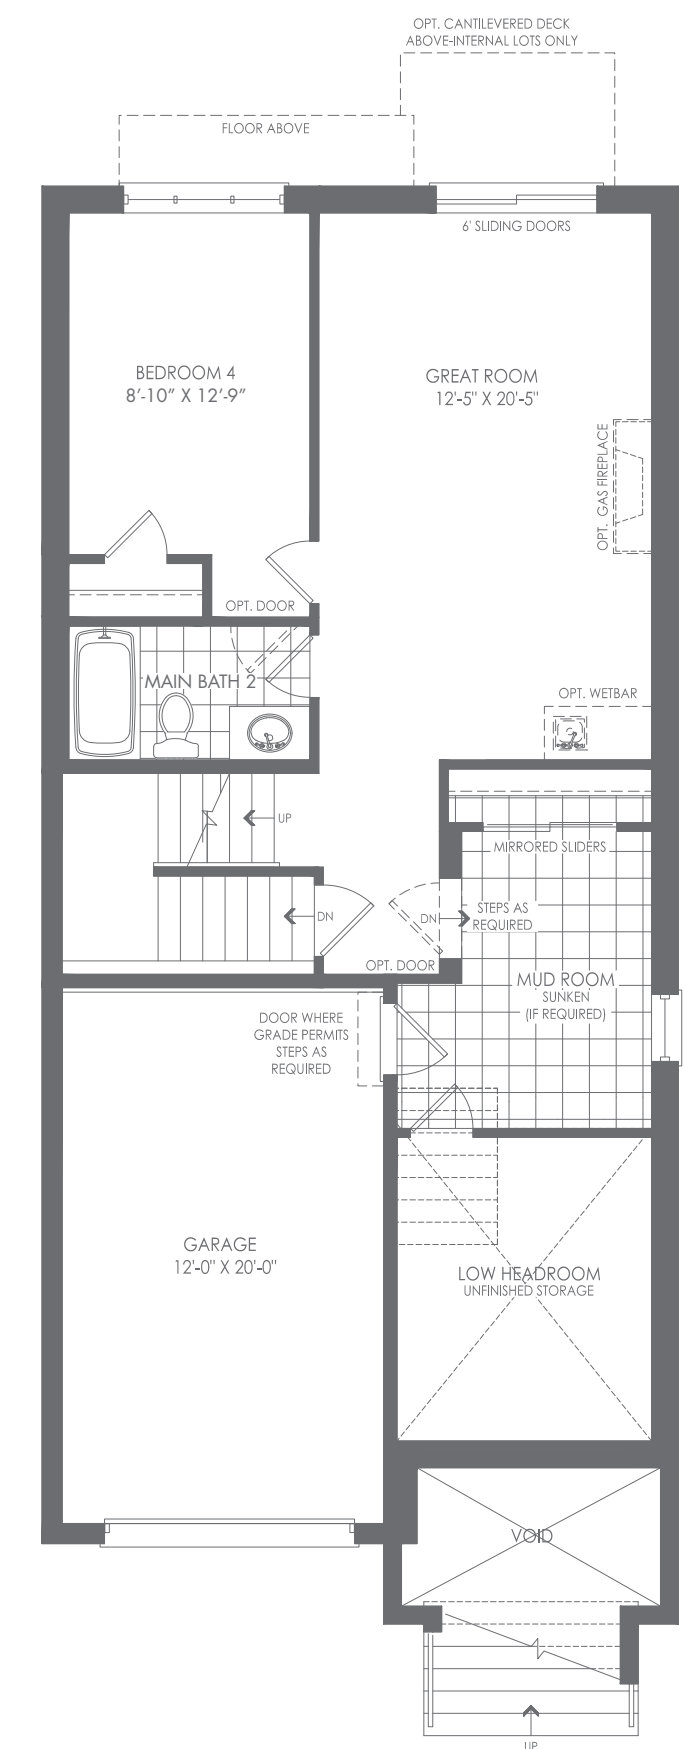 OPT. CANTILEVERED DECK
ABOVE-INTERNAL LOTS ONLY
FLOOR ABOVE
6' SLIDING DOORS
BEDROOM 4
8'-10" X 12'-9"
GREAT ROOM
12'-5" X 20'-5"
OPT. GAS FIREPLACE
OPT. DOOR
MAIN BATH 2
OPT. WETBAR
UP
MIRRORED SLIDERS
DN
DN
STEPS AS
REQUIRED
OPT. DOOR
MUD ROOM
SUNKEN
(IF REQUIRED)
DOOR WHERE
GRADE PERMITS
STEPS AS
REQUIRED
GARAGE
12'-0" X 20'-0"
LOW HEADROOM
UNFINISHED STORAGE
VOID
UP